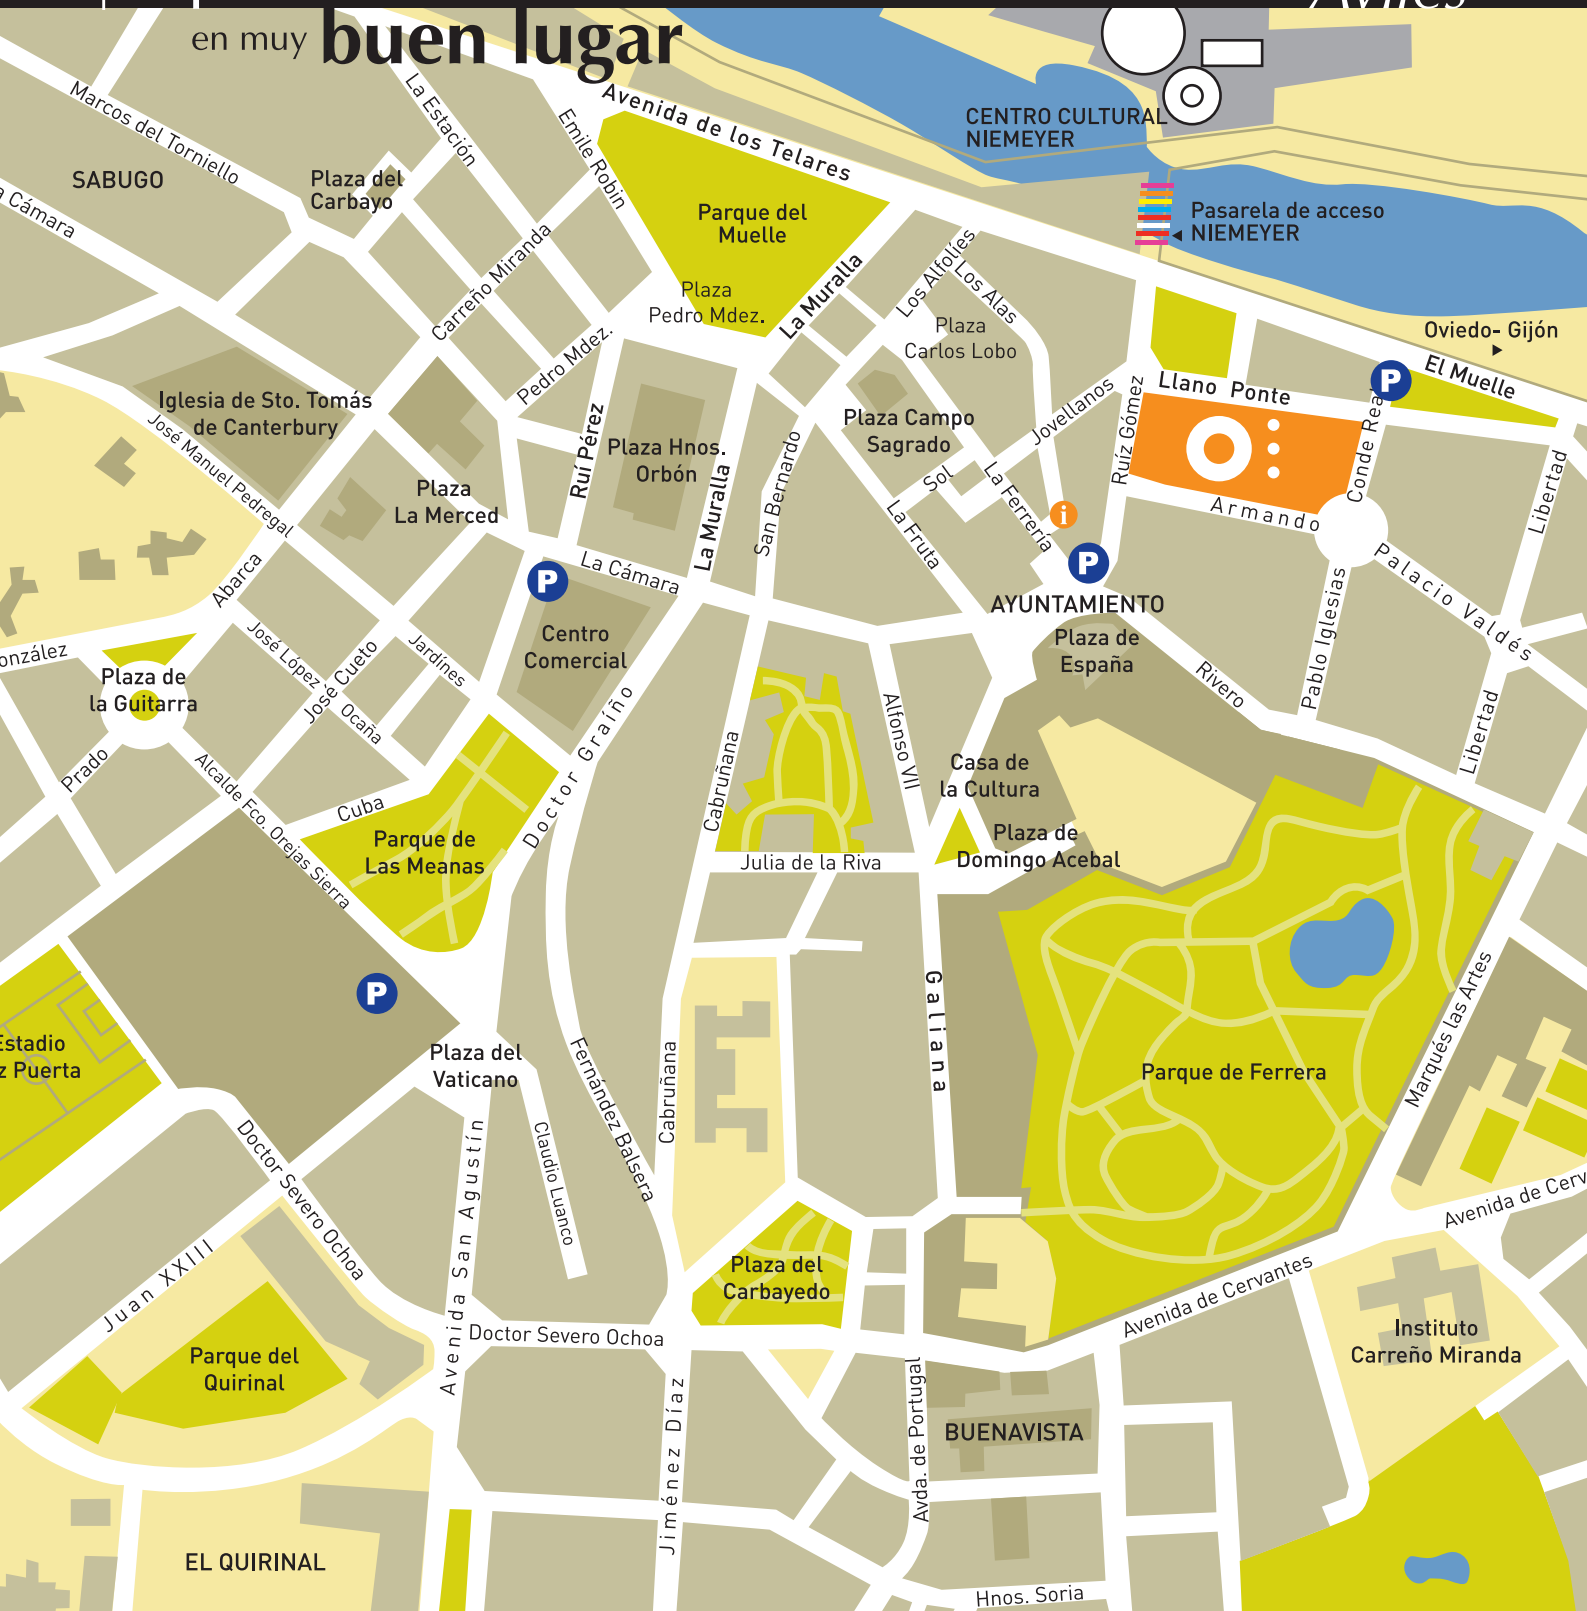 Avilés
en muy buen lugar
Marcos del Torniello
La Estación
Emile Robin
Avenida de los Telares
CENTRO CULTURAL
NIEMEYER
SABUGO
Plaza del
Carbayo
Cámara
Parque del
Muelle
Pasarela de acceso
NIEMEYER
Carreño Miranda
La Muralla
Los Alfolíes
Los Alas
Plaza
Pedro Mdez.
Plaza
Carlos Lobo
Oviedo- Gijón
El Muelle
P
Pedro Mdez.
Llano Ponte
Iglesia de Sto. Tomás
de Canterbury
José Manuel Pedregal
Ruí Pérez
Plaza Hnos.
Orbón
La Muralla
San Bernardo
Plaza Campo
Sagrado
Jovellanos
Ruíz Gómez
Conde Real
Libertad
Sol
La Ferrería
La Fruta
Plaza
La Merced
i
Armando
Palacio Valdés
Abarca
P
La Cámara
P
AYUNTAMIENTO
Pablo Iglesias
Centro
Comercial
Plaza de
España
Rivero
onzález
José López Ocaña
José Cueto
Jardines
Plaza de
la Guitarra
Doctor Graíño
Cabruñana
Alfonso VII
Libertad
Prado
Alcalde Fco. Orejas Sierra
Cuba
Casa de
la Cultura
Parque de
Las Meanas
Julia de la Riva
Plaza de
Domingo Acebal
Galiana
Marqués las Artes
P
Estadio
z Puerta
Plaza del
Vaticano
Fernández Balsera
Cabruñana
Parque de Ferrera
Doctor Severo Ochoa
Avenida San Agustín
Claudio Luanco
Avenida de Cerv
Juan XXIII
Plaza del
Carbayedo
Avenida de Cervantes
Doctor Severo Ochoa
Instituto
Carreño Miranda
Parque del
Quirinal
Jiménez Díaz
Avda. de Portugal
BUENAVISTA
EL QUIRINAL
Hnos. Soria